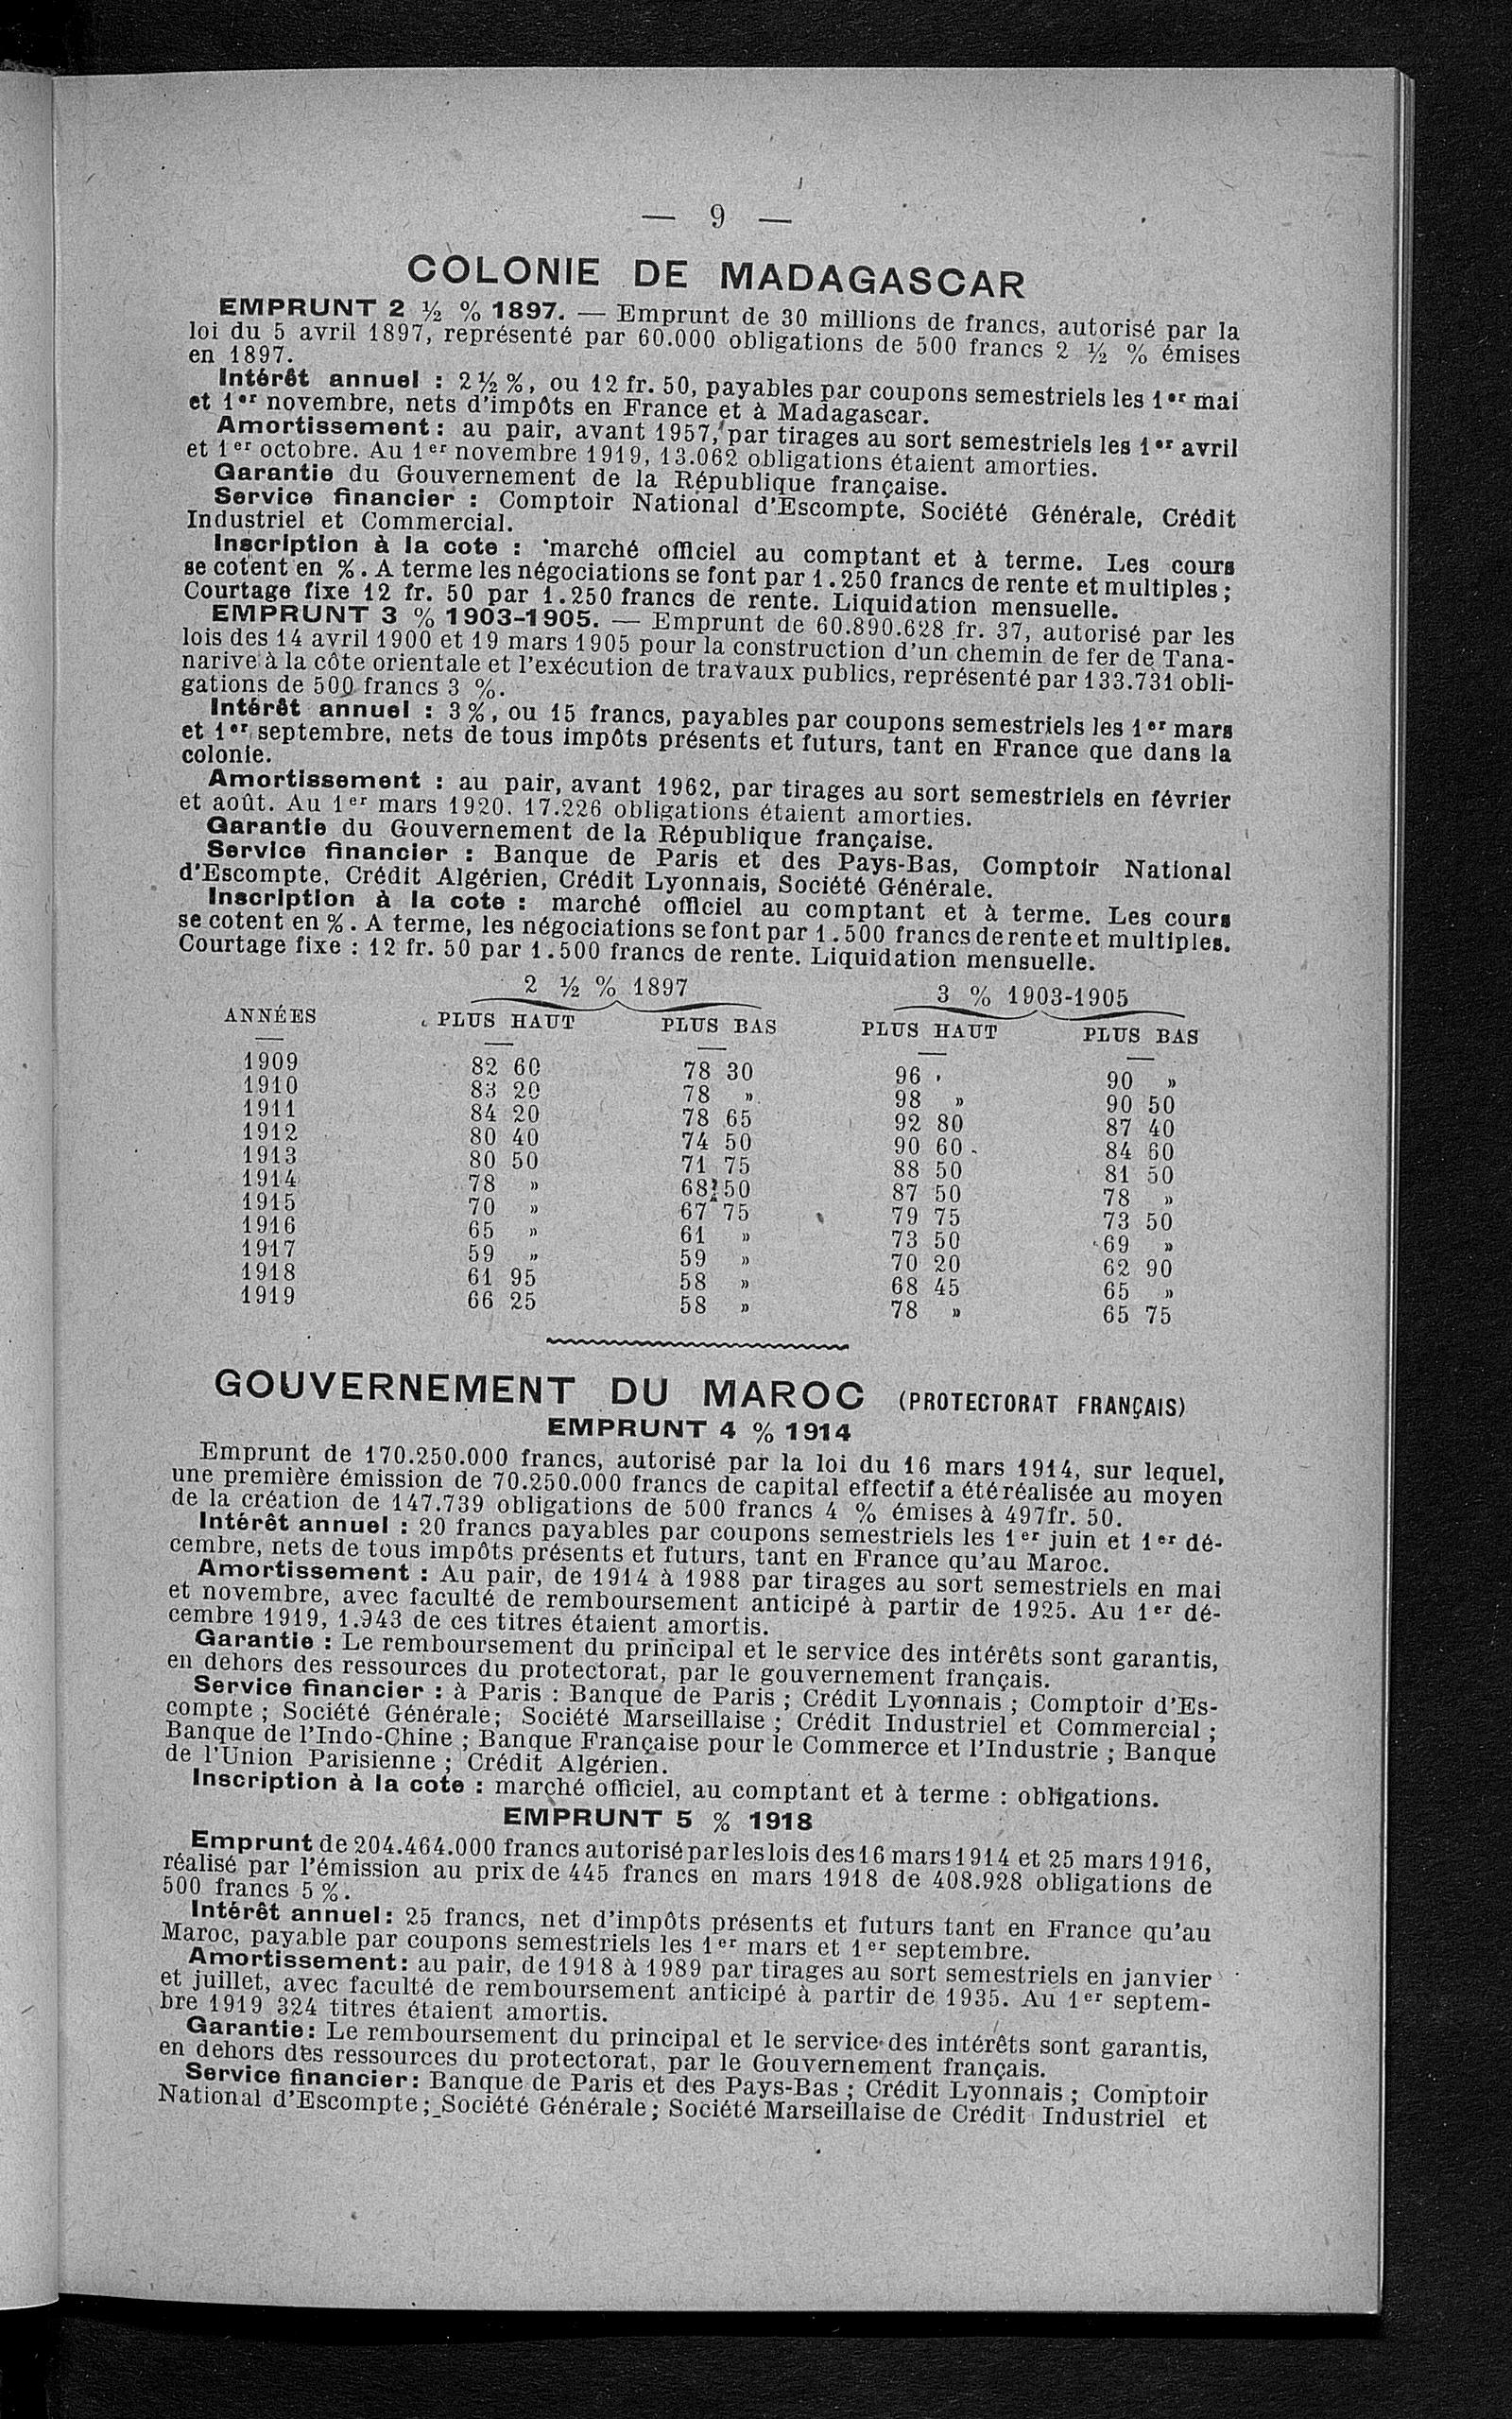 — 9 —
COLONIE DE MADAGASCAR
EMPRUNT 2 ½ % 1897. — Emprunt de 30 millions de francs, autorisé par la
loi du 5 avril 1897, représenté par 60.000 obligations de 500 francs 2 ½ % émises
en 1897.
Intérêt annuel : 2 ½ %, ou 12 fr. 50, payables par coupons semestriels les 1er mai
et 1er novembre, nets d'impôts en France et à Madagascar.
Amortissement : au pair, avant 1957, par tirages au sort semestriels les 1er avril
et 1er octobre. Au 1er novembre 1919, 13.062 obligations étaient amorties.
Garantie du Gouvernement de la République française.
Service financier : Comptoir National d'Escompte, Société Générale, Crédit
Industriel et Commercial.
Inscription à la cote : marché officiel au comptant et à terme. Les cours
se cotent en %. A terme les négociations se font par 1.250 francs de rente et multiples ;
Courtage fixe 12 fr. 50 par 1.250 francs de rente. Liquidation mensuelle.
EMPRUNT 3 % 1903-1905. — Emprunt de 60.890.628 fr. 37, autorisé par les
lois des 14 avril 1900 et 19 mars 1905 pour la construction d'un chemin de fer de Tana-
narive à la côte orientale et l'exécution de travaux publics, représenté par 133.731 obli-
gations de 500 francs 3 %.
Intérêt annuel : 3 %, ou 15 francs, payables par coupons semestriels les 1er mars
et 1er septembre, nets de tous impôts présents et futurs, tant en France que dans la
colonie.
Amortissement : au pair, avant 1962, par tirages au sort semestriels en février
et août. Au 1er mars 1920. 17.226 obligations étaient amorties.
Garantie du Gouvernement de la République française.
Service financier : Banque de Paris et des Pays-Bas, Comptoir National
d'Escompte, Crédit Algérien, Crédit Lyonnais, Société Générale.
Inscription à la cote : marché officiel au comptant et à terme. Les cours
se cotent en %. A terme, les négociations se font par 1.500 francs de rente et multiples.
Courtage fixe : 12 fr. 50 par 1.500 francs de rente. Liquidation mensuelle.
2 ½ % 1897 3 % 1903-1905
ANNÉES PLUS HAUT PLUS BAS PLUS HAUT PLUS BAS
1909 82 60 78 30 96 » 90 »
1910 83 20 78 » 98 » 90 50
1911 84 20 78 65 92 80 87 40
1912 80 40 74 50 90 60 84 60
1913 80 50 71 75 88 50 81 50
1914 78 » 68 50 87 50 78 »
1915 70 » 67 75 79 75 73 50
1916 65 » 61 » 73 50 69 »
1917 59 » 59 » 70 20 62 90
1918 61 95 58 » 68 45 65 »
1919 66 25 58 » 78 » 65 75
GOUVERNEMENT DU MAROC (PROTECTORAT FRANÇAIS)
EMPRUNT 4 % 1914
Emprunt de 170.250.000 francs, autorisé par la loi du 16 mars 1914, sur lequel,
une première émission de 70.250.000 francs de capital effectif a été réalisée au moyen
de la création de 147.739 obligations de 500 francs 4 % émises à 497fr. 50.
Intérêt annuel : 20 francs payables par coupons semestriels les 1er juin et 1er dé-
cembre, nets de tous impôts présents et futurs, tant en France qu'au Maroc.
Amortissement : Au pair, de 1914 à 1988 par tirages au sort semestriels en mai
et novembre, avec faculté de remboursement anticipé à partir de 1925. Au 1er dé-
cembre 1919, 1.943 de ces titres étaient amortis.
Garantie : Le remboursement du principal et le service des intérêts sont garantis,
en dehors des ressources du protectorat, par le gouvernement français.
Service financier : à Paris : Banque de Paris ; Crédit Lyonnais ; Comptoir d'Es-
compte ; Société Générale ; Société Marseillaise ; Crédit Industriel et Commercial ;
Banque de l'Indo-Chine ; Banque Française pour le Commerce et l'Industrie ; Banque
de l'Union Parisienne ; Crédit Algérien.
Inscription à la cote : marché officiel, au comptant et à terme : obligations.
EMPRUNT 5 % 1918
Emprunt de 204.464.000 francs autorisé par les lois des 16 mars 1914 et 25 mars 1916,
réalisé par l'émission au prix de 445 francs en mars 1918 de 408.928 obligations de
500 francs 5 %.
Intérêt annuel : 25 francs, net d'impôts présents et futurs tant en France qu'au
Maroc, payable par coupons semestriels les 1er mars et 1er septembre.
Amortissement : au pair, de 1918 à 1989 par tirages au sort semestriels en janvier
et juillet, avec faculté de remboursement anticipé à partir de 1935. Au 1er septem-
bre 1919 324 titres étaient amortis.
Garantie : Le remboursement du principal et le service des intérêts sont garantis,
en dehors des ressources du protectorat, par le Gouvernement français.
Service financier : Banque de Paris et des Pays-Bas ; Crédit Lyonnais ; Comptoir
National d'Escompte ; Société Générale ; Société Marseillaise de Crédit Industriel et